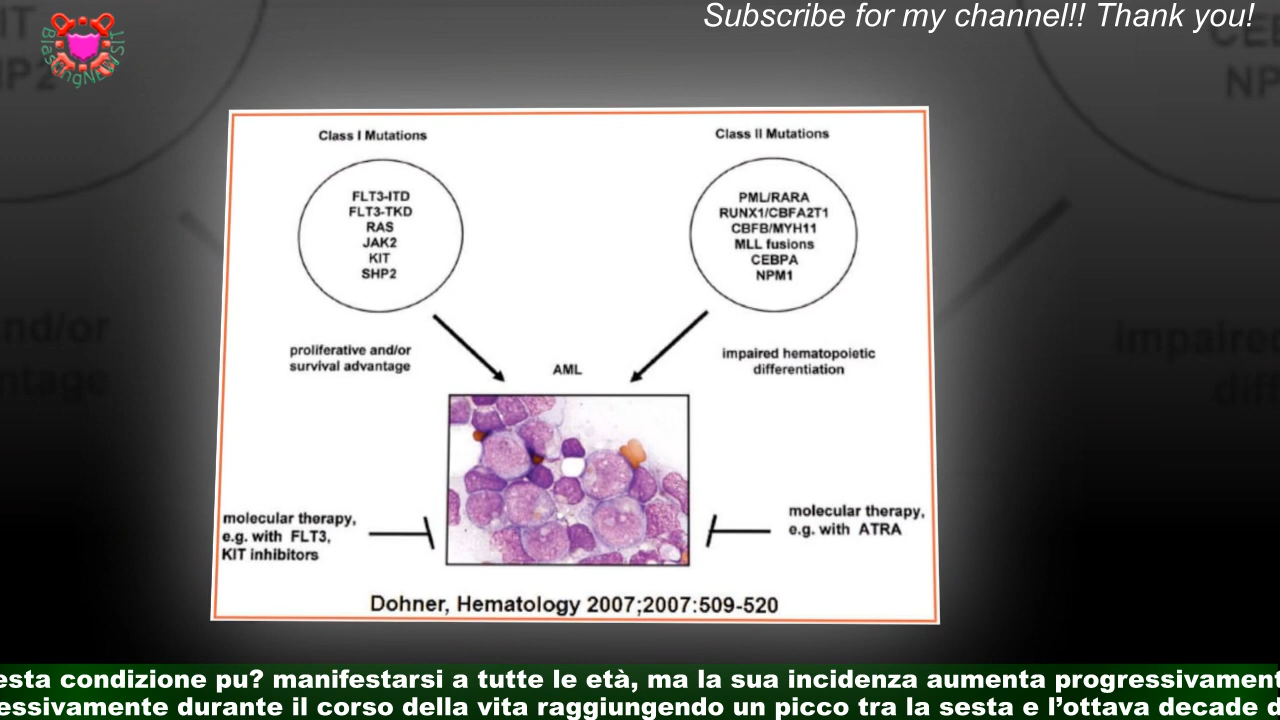 Subscribe for my channel!! Thank you!
BlastingNewsIT
Class I Mutations
FLT3-ITD
FLT3-TKD
RAS
JAK2
KIT
SHP2
Class II Mutations
PML/RARA
RUNX1/CBFA2T1
CBFB/MYH11
MLL fusions
CEBPA
NPM1
proliferative and/or
survival advantage
AML
impaired hematopoietic
differentiation
molecular therapy,
e.g. with FLT3,
KIT inhibitors
molecular therapy,
e.g. with ATRA
Dohner, Hematology 2007;2007:509-520
esta condizione pu? manifestarsi a tutte le età, ma la sua incidenza aumenta progressivament
essivamente durante il corso della vita raggiungendo un picco tra la sesta e l’ottava decade d